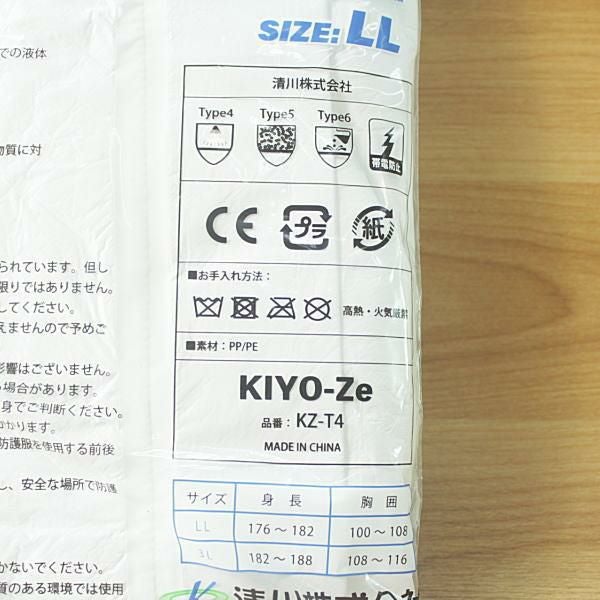 SIZE: LL
での液体
物質に対
られています。但し
限りではありません。
してください。
えませんので予めご
影響はございません。
場合があります。
身でご判断ください。
かります。
防護服を使用する前後
し、安全な場所で防護
かないでください。
質のある環境では使用
清川株式会社
Type4 Type5 Type6
帯電防止
CE プラ 紙
■お手入れ方法：
高熱・火気厳禁
■素材：PP/PE
KIYO-Ze
品番：KZ-T4
MADE IN CHINA
サイズ 身長 胸囲
LL 176～182 100～108
3L 182～188 108～116
清川株式会社